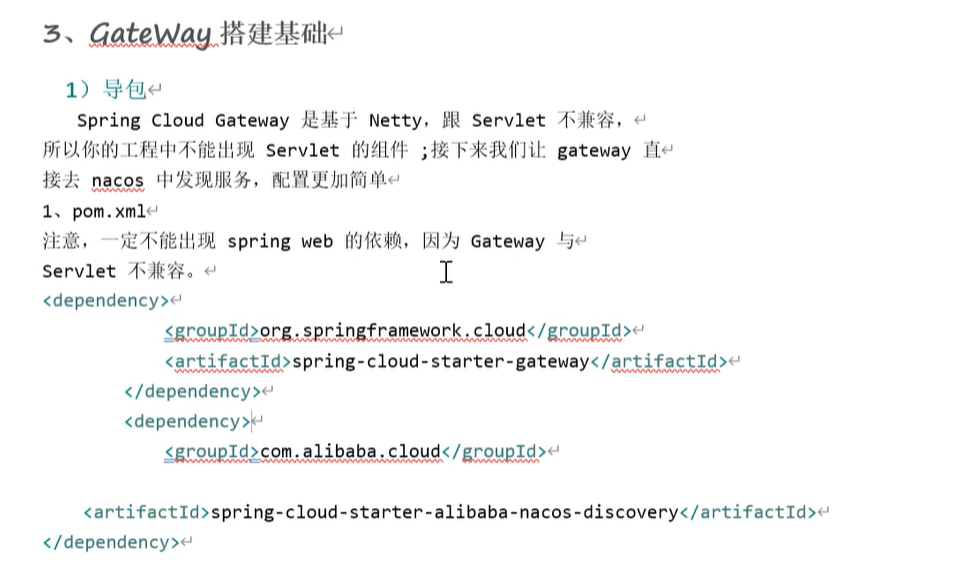 3、GateWay 搭建基础
1）导包
Spring Cloud Gateway 是基于 Netty，跟 Servlet 不兼容，
所以你的工程中不能出现 Servlet 的组件 ;接下来我们让 gateway 直
接去 nacos 中发现服务，配置更加简单
1、pom.xml
注意，一定不能出现 spring web 的依赖，因为 Gateway 与
Servlet 不兼容。
<dependency>
<groupId>org.springframework.cloud</groupId>
<artifactId>spring-cloud-starter-gateway</artifactId>
</dependency>
<dependency>
<groupId>com.alibaba.cloud</groupId>
<artifactId>spring-cloud-starter-alibaba-nacos-discovery</artifactId>
</dependency>